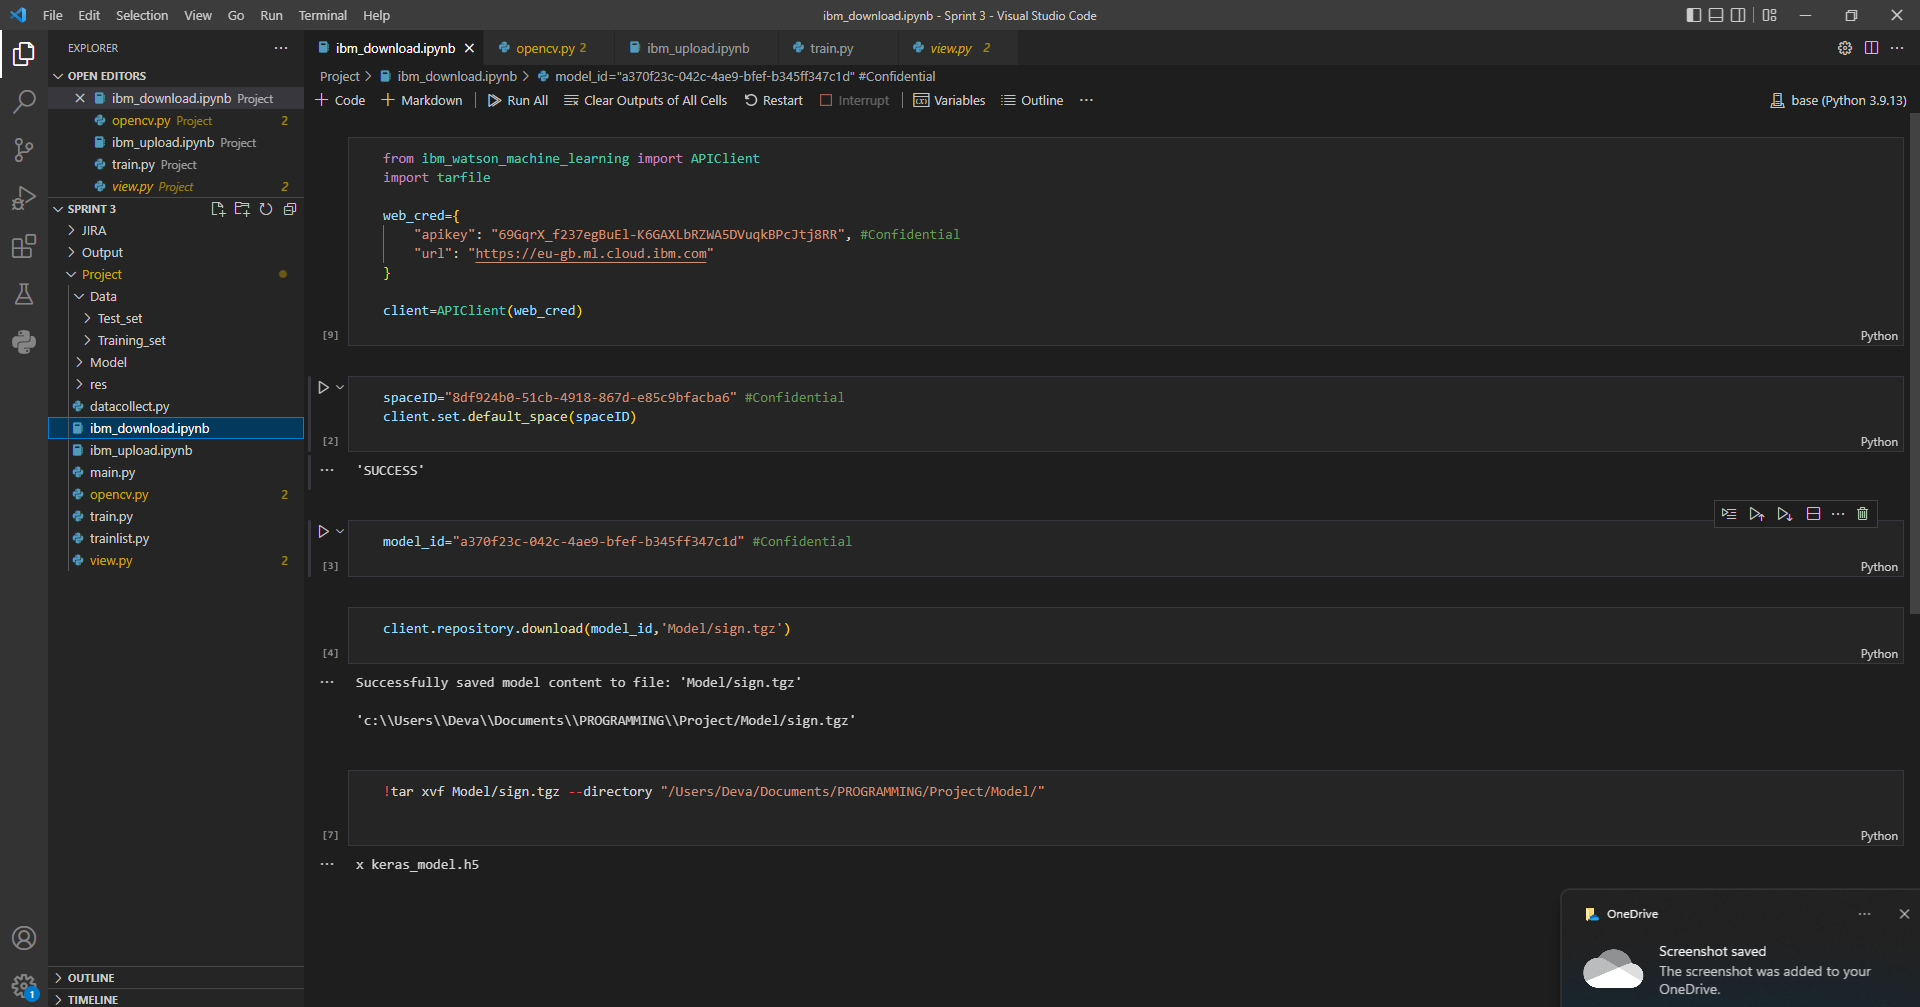 File Edit Selection View Go Run Terminal Help
ibm_download.ipynb - Sprint 3 - Visual Studio Code
EXPLORER
OPEN EDITORS
ibm_download.ipynb Project
opencv.py Project 2
ibm_upload.ipynb Project
train.py Project
view.py Project 2
SPRINT 3
JIRA
Output
Project
Data
Test_set
Training_set
Model
res
datacollect.py
ibm_download.ipynb
ibm_upload.ipynb
main.py
opencv.py 2
train.py
trainlist.py
view.py 2
OUTLINE
TIMELINE
1
ibm_download.ipynb opencv.py 2 ibm_upload.ipynb train.py view.py 2
Project > ibm_download.ipynb > model_id="a370f23c-042c-4ae9-bfef-b345ff347c1d" #Confidential
+ Code + Markdown Run All Clear Outputs of All Cells Restart Interrupt Variables Outline ...
base (Python 3.9.13)
from ibm_watson_machine_learning import APIClient
import tarfile
web_cred={
"apikey": "69GqrX_f237egBuEl-K6GAXLbRZWA5DVuqkBPcJtj8RR", #Confidential
"url": "https://eu-gb.ml.cloud.ibm.com"
}
client=APIClient(web_cred)
[9] Python
spaceID="8df924b0-51cb-4918-867d-e85c9bfacba6" #Confidential
client.set.default_space(spaceID)
[2] Python
'SUCCESS'
model_id="a370f23c-042c-4ae9-bfef-b345ff347c1d" #Confidential
[3] Python
client.repository.download(model_id,'Model/sign.tgz')
[4] Python
Successfully saved model content to file: 'Model/sign.tgz'
'c:\\Users\\Deva\\Documents\\PROGRAMMING\\Project/Model/sign.tgz'
!tar xvf Model/sign.tgz --directory "/Users/Deva/Documents/PROGRAMMING/Project/Model/"
[7] Python
x keras_model.h5
OneDrive
Screenshot saved
The screenshot was added to your
OneDrive.